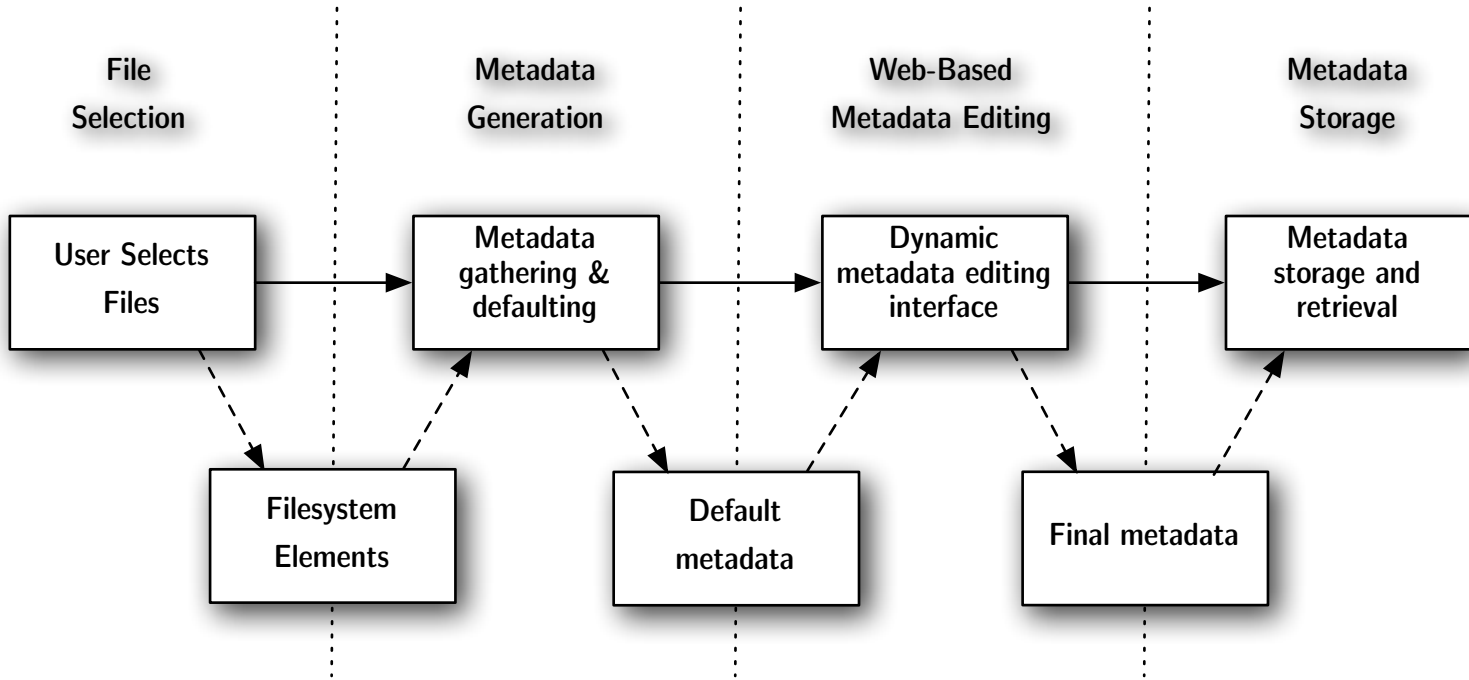 File
Selection
Metadata
Generation
Web-Based
Metadata Editing
Metadata
Storage
User Selects
Files
Metadata
gathering &
defaulting
Dynamic
metadata editing
interface
Metadata
storage and
retrieval
Filesystem
Elements
Default
metadata
Final metadata